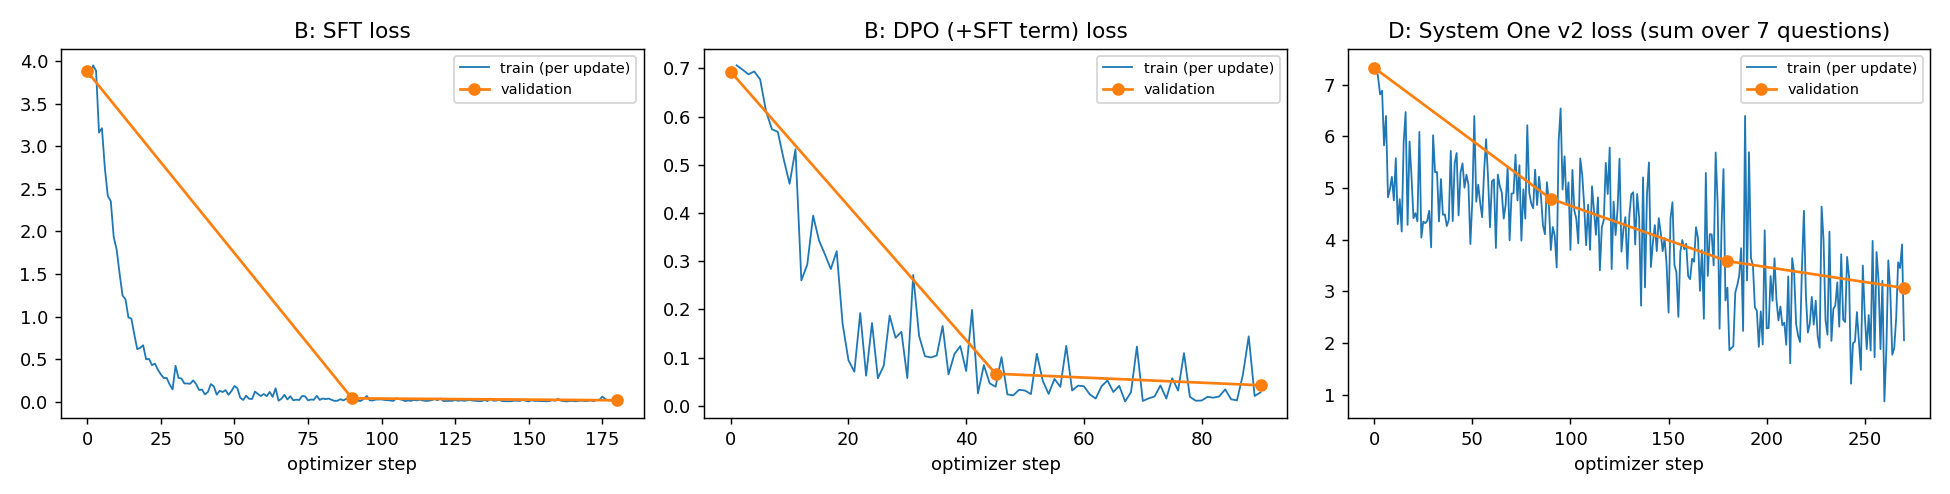 B: SFT loss
train (per update)
validation
4.0
3.5
3.0
2.5
2.0
1.5
1.0
0.5
0.0
0 25 50 75 100 125 150 175
optimizer step
B: DPO (+SFT term) loss
train (per update)
validation
0.7
0.6
0.5
0.4
0.3
0.2
0.1
0.0
0 20 40 60 80
optimizer step
D: System One v2 loss (sum over 7 questions)
train (per update)
validation
7
6
5
4
3
2
1
0 50 100 150 200 250
optimizer step